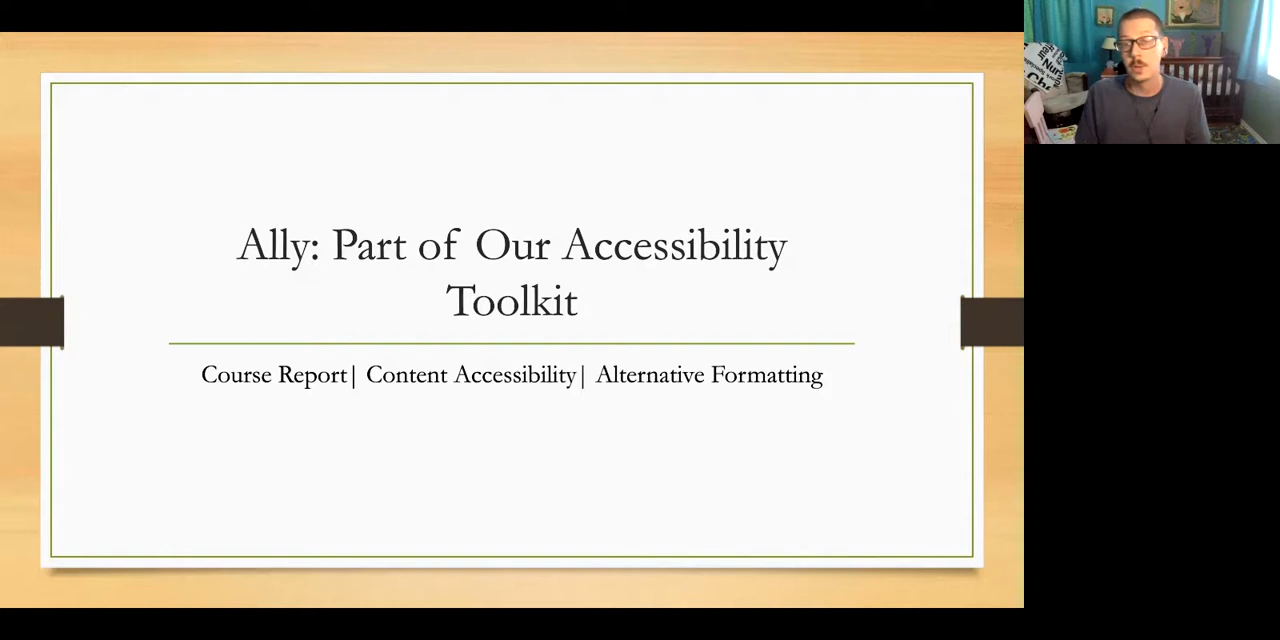 Ally: Part of Our Accessibility
Toolkit
Course Report| Content Accessibility| Alternative Formatting